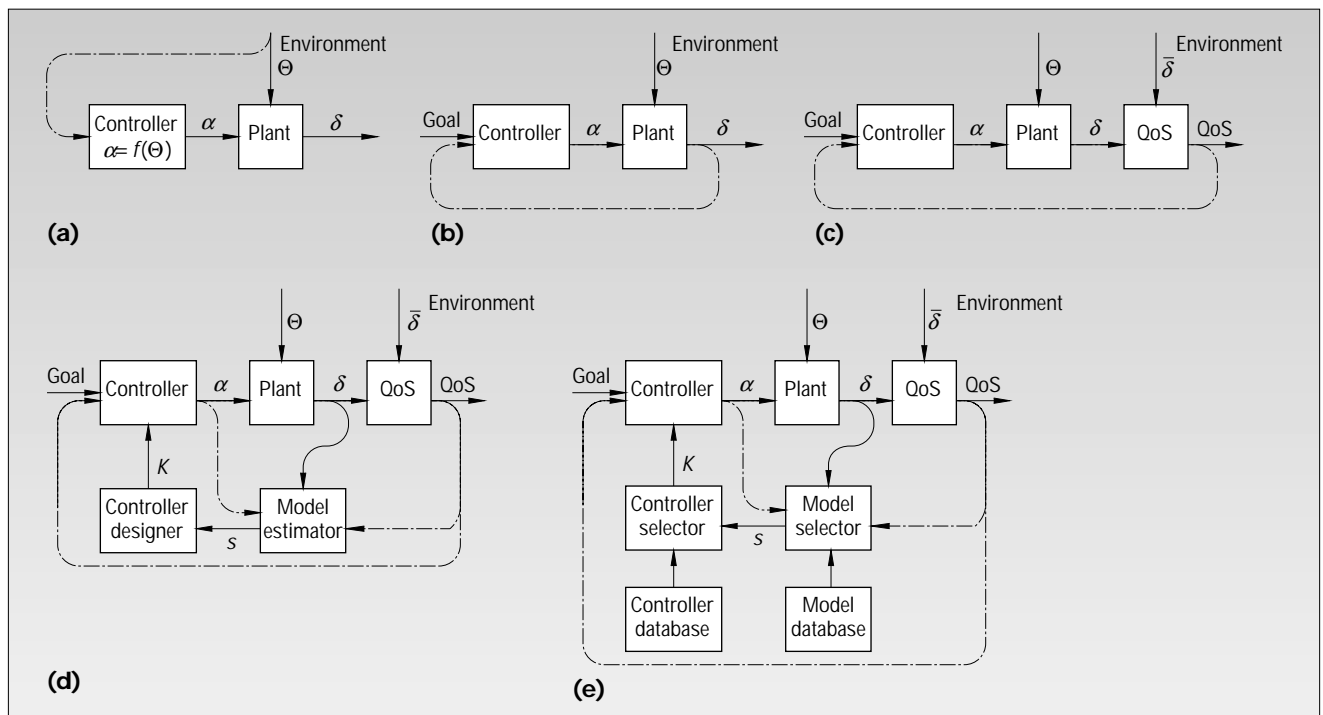 Environment
Θ
Controller
α= f(Θ)
α
Plant
δ
(a)
Environment
Θ
Goal
Controller
α
Plant
δ
(b)
Environment
Θ
δ̄
Goal
Controller
α
Plant
δ
QoS
QoS
(c)
Environment
Θ
δ̄
Goal
Controller
α
Plant
δ
QoS
QoS
K
Controller
designer
s
Model
estimator
(d)
Environment
Θ
δ̄
Goal
Controller
α
Plant
δ
QoS
QoS
K
Controller
selector
s
Model
selector
Controller
database
Model
database
(e)